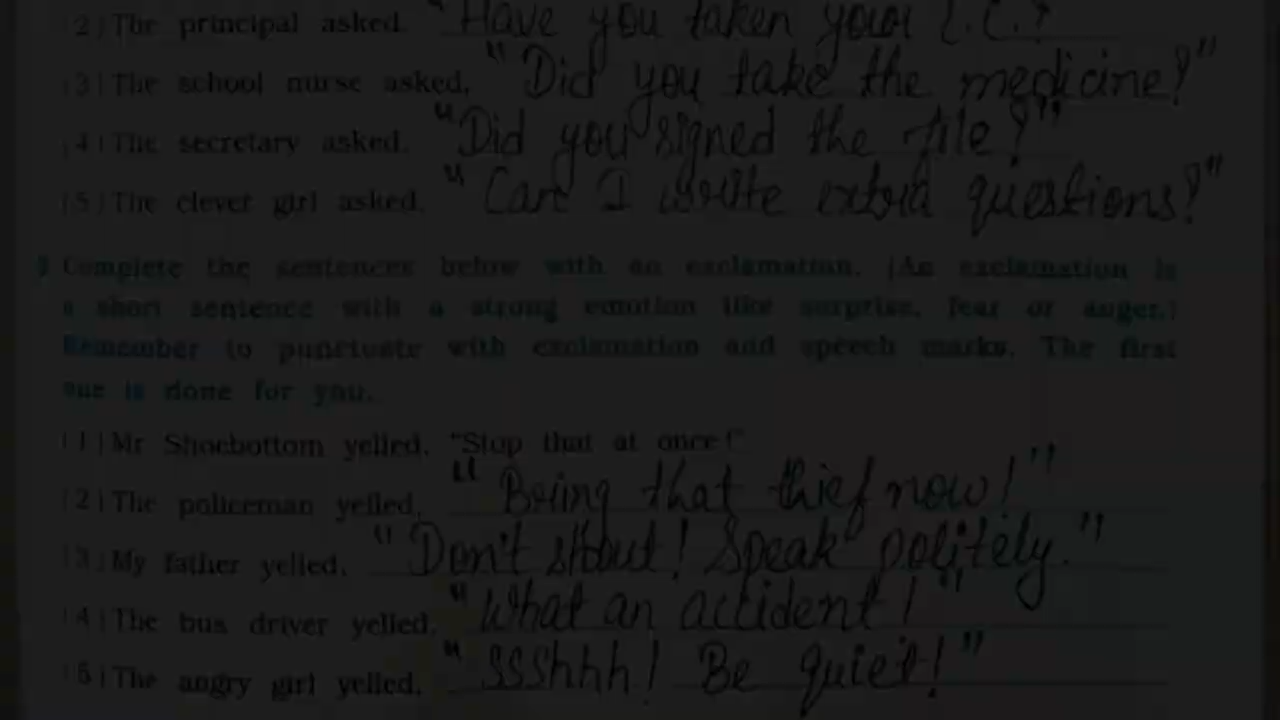 (2) The principal asked, "Have you taken your L.C.?
(3) The school nurse asked, "Did you take the medicine?"
(4) The secretary asked, "Did you signed the file?"
(5) The clever girl asked, "Can I write extra questions?"
Complete the sentences below with an exclamation. (An exclamation is
a short sentence with a strong emotion like surprise, fear or anger.)
Remember to punctuate with exclamation and speech marks. The first
one is done for you.
(1) Mr Shoebottom yelled, "Stop that at once!"
(2) The policeman yelled, "Bring that thief now!"
(3) My father yelled, "Don't shout! Speak politely."
(4) The bus driver yelled, "What an accident!"
(5) The angry girl yelled, "Ssshhh! Be quiet!"